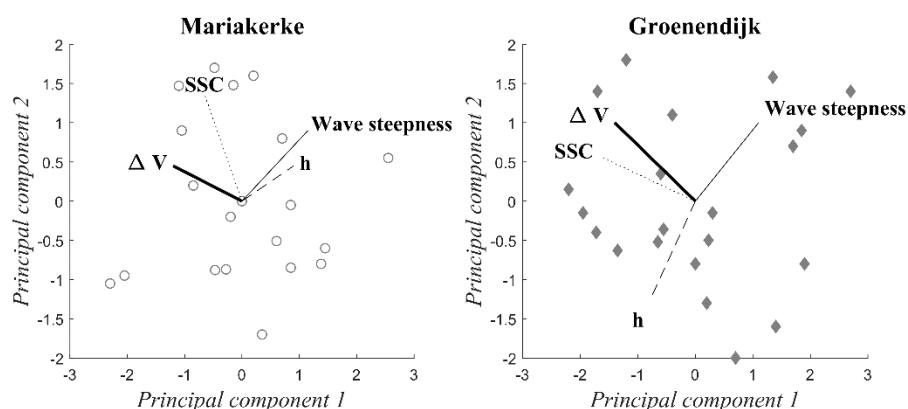 Mariakerke
Principal component 2
2
1.5
1
0.5
0
-0.5
-1
-1.5
-2
SSC
Wave steepness
Δ V
h
-3 -2 -1 0 1 2 3
Principal component 1
Groenendijk
Principal component 2
2
1.5
1
0.5
0
-0.5
-1
-1.5
-2
Δ V
Wave steepness
SSC
h
-3 -2 -1 0 1 2 3
Principal component 1